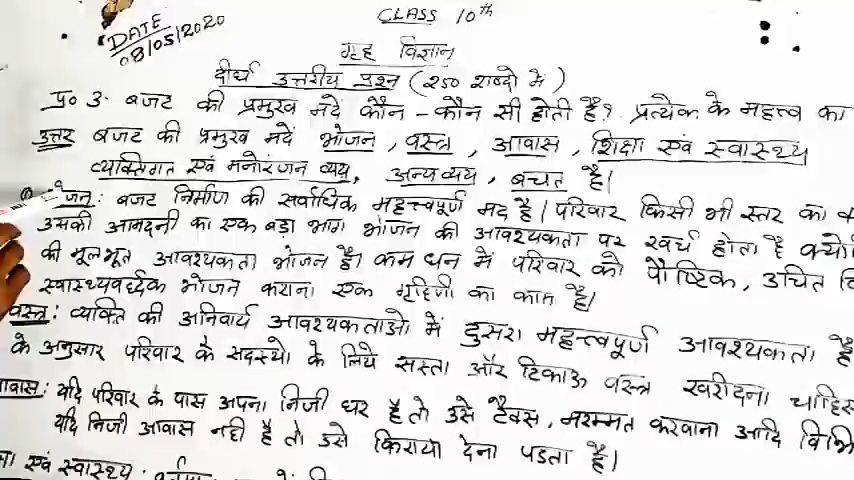 CLASS 10th
DATE
08/05/2020
गृह विज्ञान
दीर्घ उत्तरीय प्रश्न (250 शब्दो में)
प्र० 3. बजट की प्रमुख मदें कौन - कौन सी होती है? प्रत्येक के महत्त्व का
उत्तर बजट की प्रमुख मदें भोजन, वस्त्र, आवास, शिक्षा एवं स्वास्थ्य
व्यक्तिगत एवं मनोरंजन व्यय, अन्य व्यय, बचत है।
जन: बजट निर्माण की सर्वाधिक महत्त्वपूर्ण मद है। परिवार किसी भी स्तर का
उसकी आमदनी का एक बड़ा भाग भोजन की आवश्यकता पर खर्च होता है
की मूलभूत आवश्यकता भोजन है। कम धन में परिवार को पौष्टिक, उचित
स्वास्थ्यवर्द्धक भोजन कराना एक गृहिणी का काम है।
वस्त्र: व्यक्ति की अनिवार्य आवश्यकताओ में दुसरा महत्त्वपूर्ण आवश्यकता है
के अनुसार परिवार के सदस्यो के लिये सस्ता और टिकाऊ वस्त्र खरीदना
ावास: यदि परिवार के पास अपना निजी घर है तो उसे टैक्स, मरम्मत करवाना आदि
यदि निजी आवास नही है तो उसे किराया देना पडता है।
एवं स्वास्थ्य: